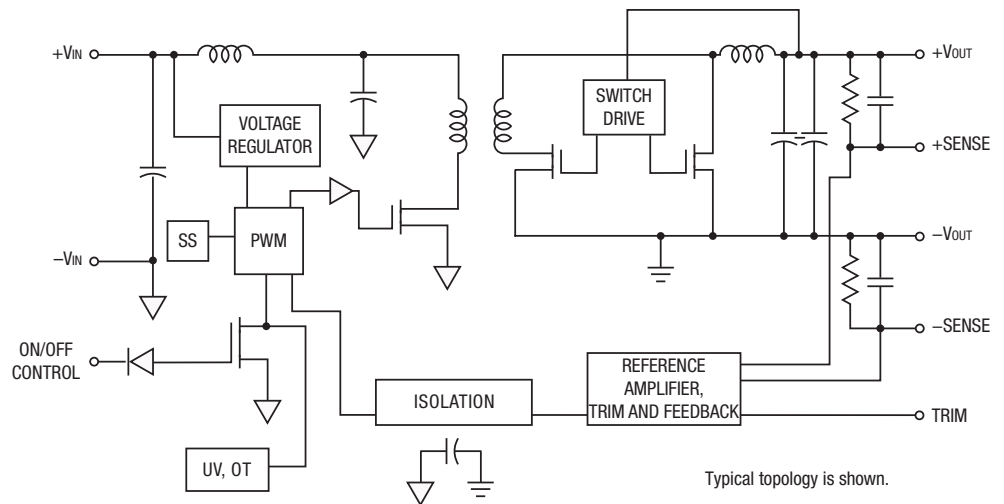 +VIN
+VOUT
SWITCH
DRIVE
VOLTAGE
REGULATOR
+SENSE
SS
PWM
–VOUT
–VIN
–SENSE
ON/OFF
CONTROL
REFERENCE
AMPLIFIER,
TRIM AND FEEDBACK
ISOLATION
TRIM
UV, OT
Typical topology is shown.